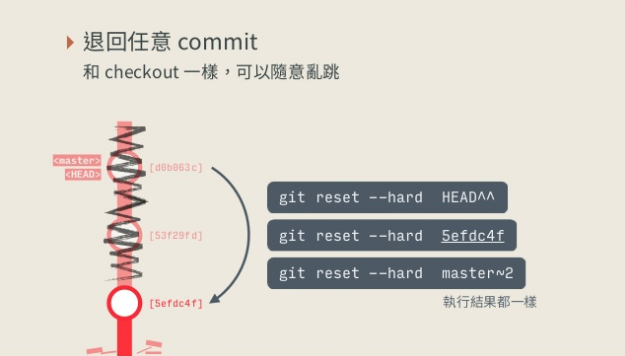 退回任意 commit
和 checkout 一樣，可以隨意亂跳
<master>
<HEAD>
[d0b063c]
git reset --hard HEAD^^
[53f29fd]
git reset --hard 5efdc4f
git reset --hard master~2
[5efdc4f]
執行結果都一樣